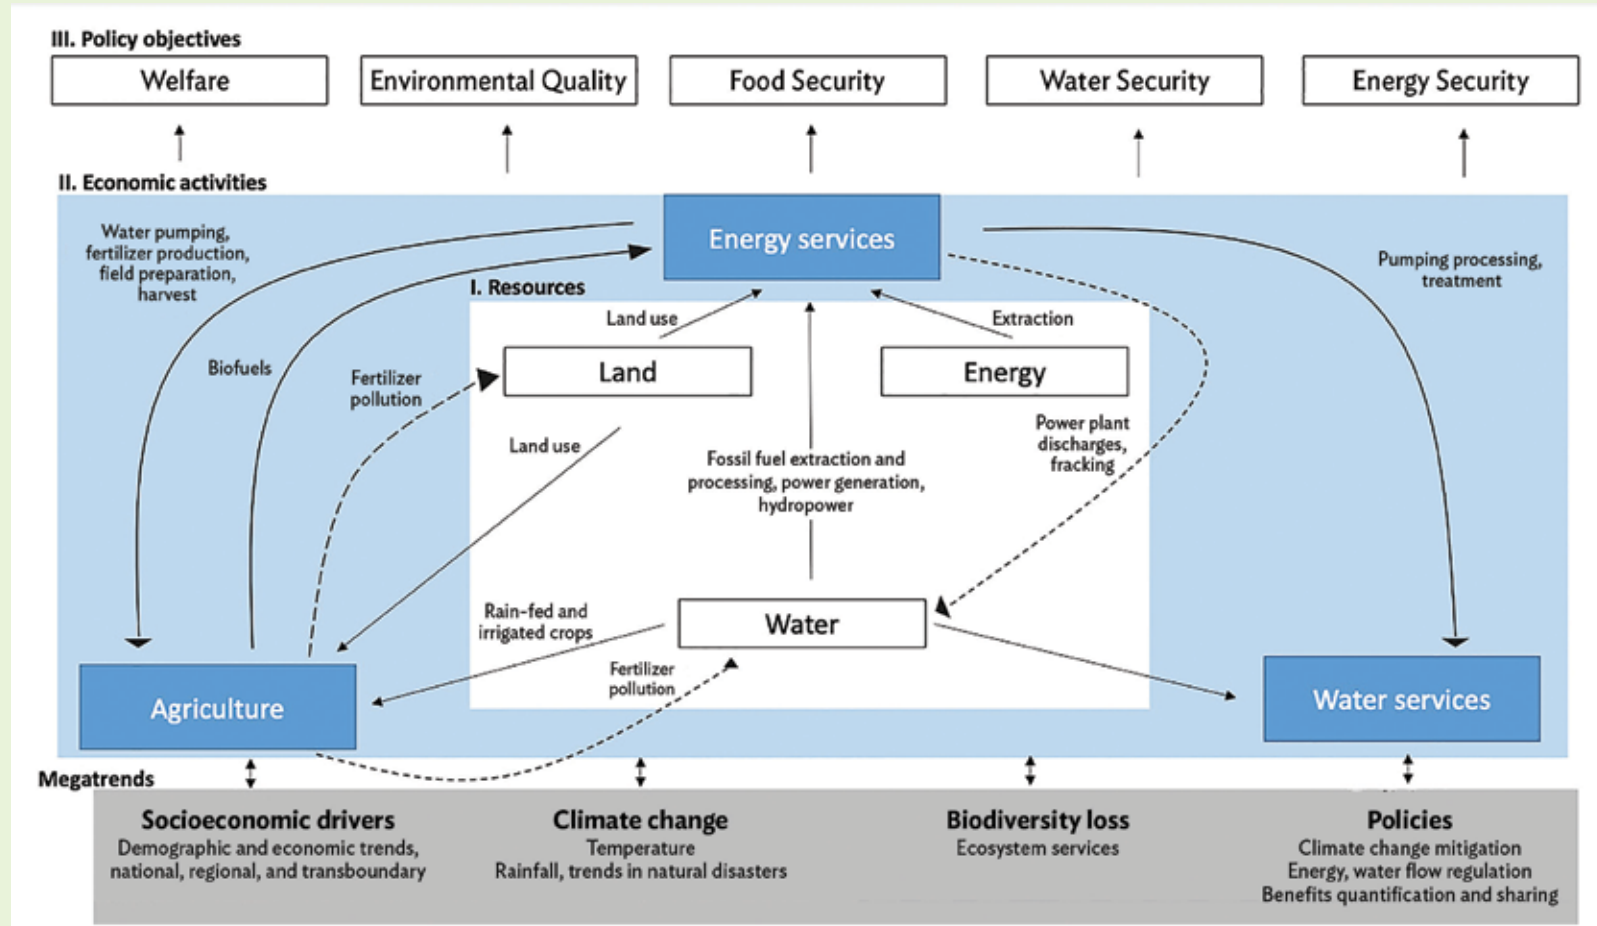 III. Policy objectives
Welfare
Environmental Quality
Food Security
Water Security
Energy Security
II. Economic activities
Water pumping,
fertilizer production,
field preparation,
harvest
Energy services
Pumping processing,
treatment
I. Resources
Land use
Extraction
Biofuels
Fertilizer
pollution
Land
Energy
Land use
Power plant
discharges,
fracking
Fossil fuel extraction and
processing, power generation,
hydropower
Rain-fed and
irrigated crops
Water
Fertilizer
pollution
Agriculture
Water services
Megatrends
Socioeconomic drivers
Demographic and economic trends,
national, regional, and transboundary
Climate change
Temperature
Rainfall, trends in natural disasters
Biodiversity loss
Ecosystem services
Policies
Climate change mitigation
Energy, water flow regulation
Benefits quantification and sharing